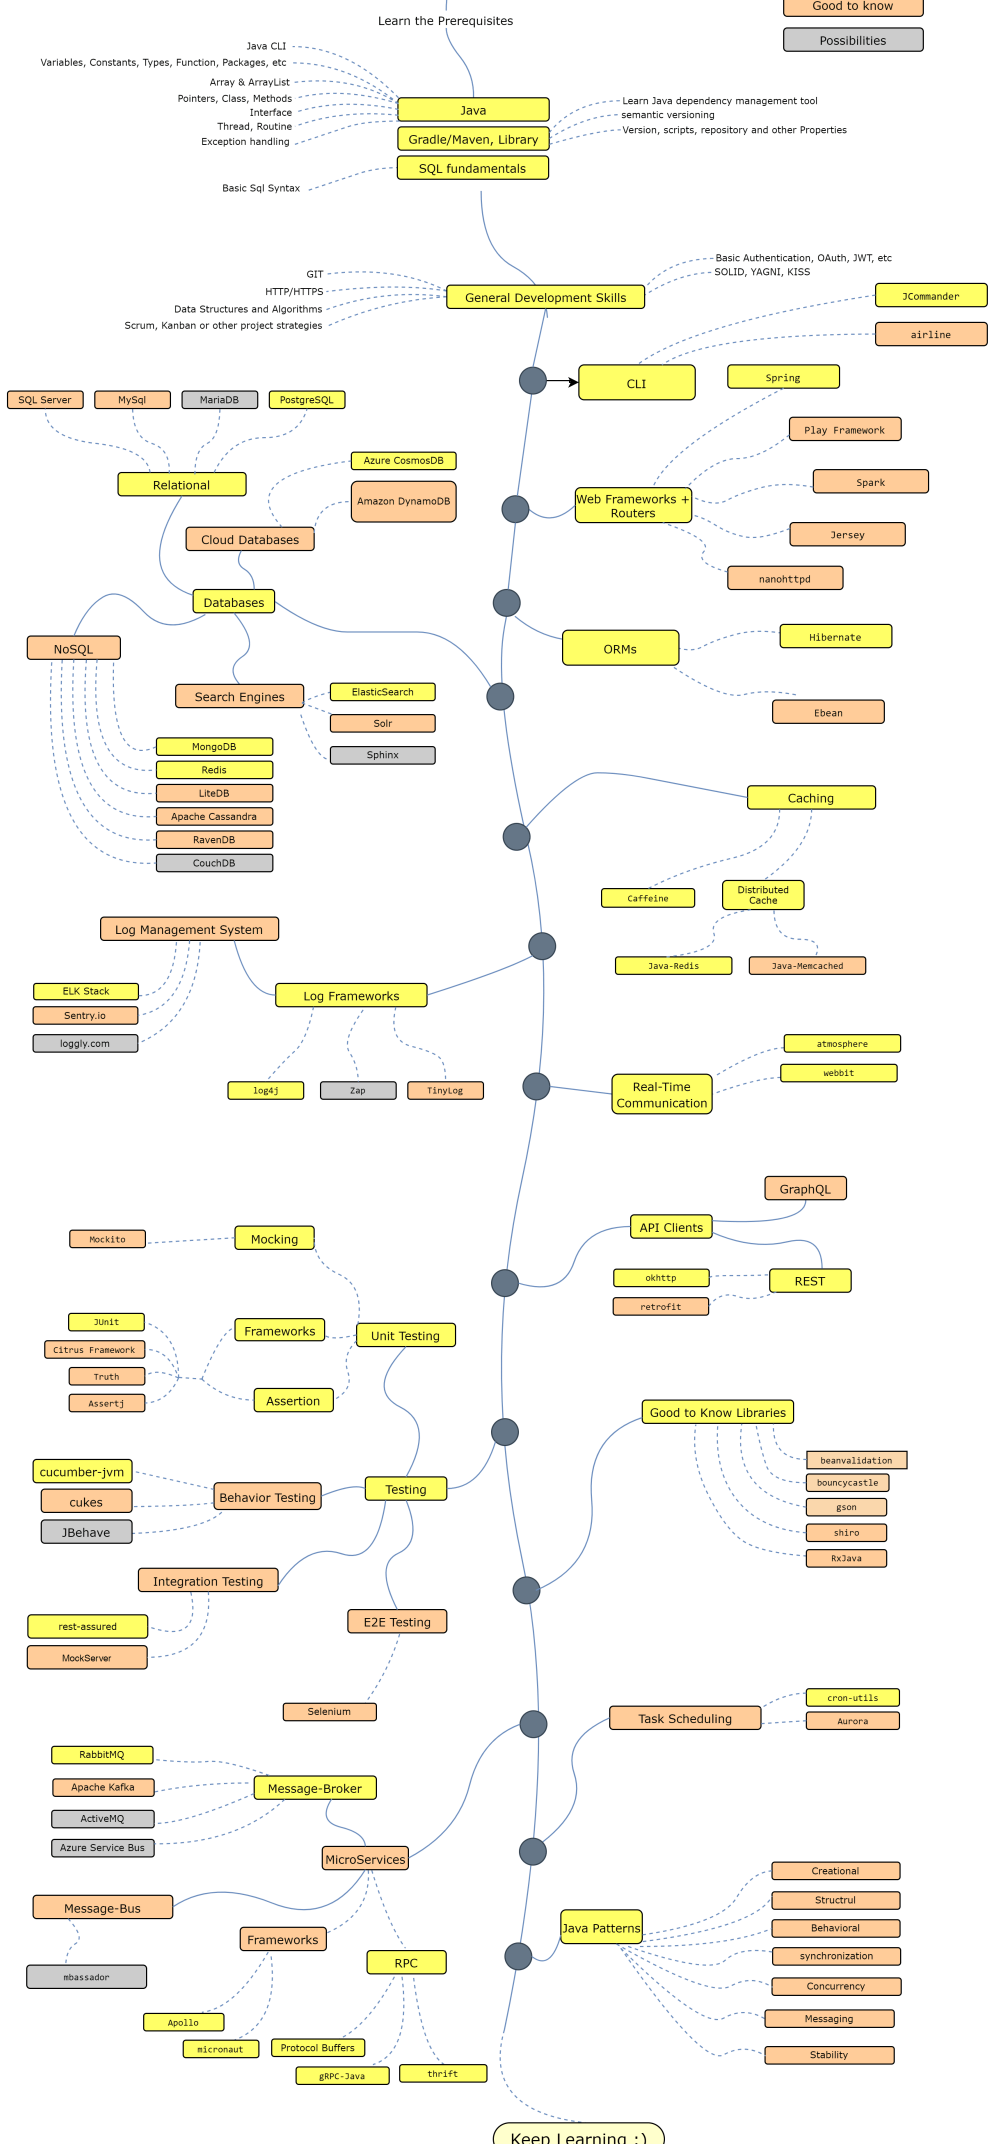 Good to know
Learn the Prerequisites
Possibilities
Java CLI
Variables, Constants, Types, Function, Packages, etc
Array & ArrayList
Pointers, Class, Methods
Interface
Thread, Routine
Exception handling
Java
Learn Java dependency management tool
semantic versioning
Version, scripts, repository and other Properties
Gradle/Maven, Library
SQL fundamentals
Basic Sql Syntax
Basic Authentication, OAuth, JWT, etc
SOLID, YAGNI, KISS
GIT
HTTP/HTTPS
Data Structures and Algorithms
Scrum, Kanban or other project strategies
General Development Skills
JCommander
airline
CLI
Spring
Play Framework
Spark
Jersey
nanohttpd
Web Frameworks +
Routers
SQL Server
MySql
MariaDB
PostgreSQL
Relational
Azure CosmosDB
Amazon DynamoDB
Cloud Databases
Databases
NoSQL
Search Engines
ElasticSearch
Solr
Sphinx
MongoDB
Redis
LiteDB
Apache Cassandra
RavenDB
CouchDB
ORMs
Hibernate
Ebean
Caching
Caffeine
Distributed
Cache
Java-Redis
Java-Memcached
Log Management System
ELK Stack
Sentry.io
loggly.com
Log Frameworks
log4j
Zap
TinyLog
Real-Time
Communication
atmosphere
webbit
GraphQL
API Clients
REST
okhttp
retrofit
Mockito
Mocking
JUnit
Citrus Framework
Truth
Assertj
Frameworks
Assertion
Unit Testing
Good to Know Libraries
beanvalidation
bouncycastle
gson
shiro
RxJava
cucumber-jvm
cukes
JBehave
Behavior Testing
Testing
Integration Testing
rest-assured
MockServer
E2E Testing
Selenium
Task Scheduling
cron-utils
Aurora
RabbitMQ
Apache Kafka
ActiveMQ
Azure Service Bus
Message-Broker
MicroServices
Message-Bus
mbassador
Frameworks
Apollo
micronaut
RPC
Protocol Buffers
gRPC-Java
thrift
Java Patterns
Creational
Structrul
Behavioral
synchronization
Concurrency
Messaging
Stability
Keep Learning :)